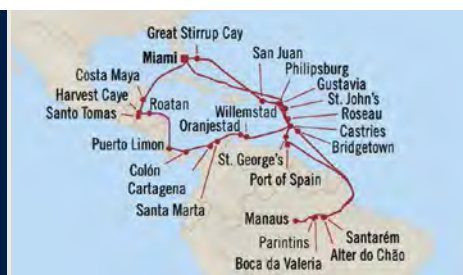 Great Stirrup Cay
Miami
San Juan
Philipsburg
Gustavia
St. John's
Roseau
Castries
Bridgetown
Costa Maya
Harvest Caye
Santo Tomas
Roatan
Willemstad
Oranjestad
Puerto Limon
Colón
Cartagena
Santa Marta
St. George's
Port of Spain
Manaus
Parintins
Boca da Valeria
Santarém
Alter do Chão